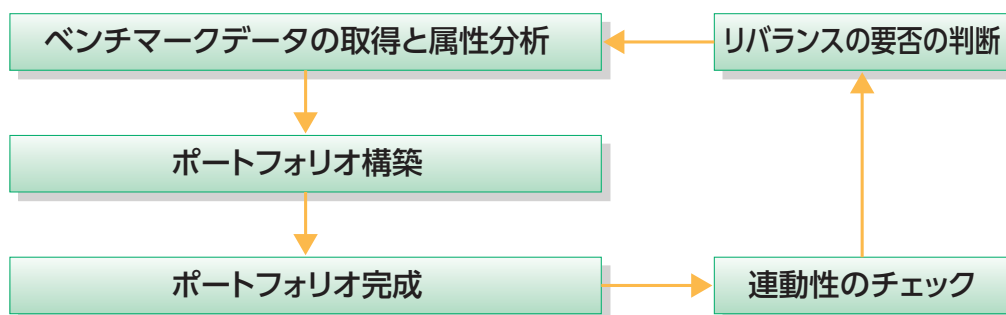 ベンチマークデータの取得と属性分析
リバランスの要否の判断
ポートフォリオ構築
ポートフォリオ完成
連動性のチェック